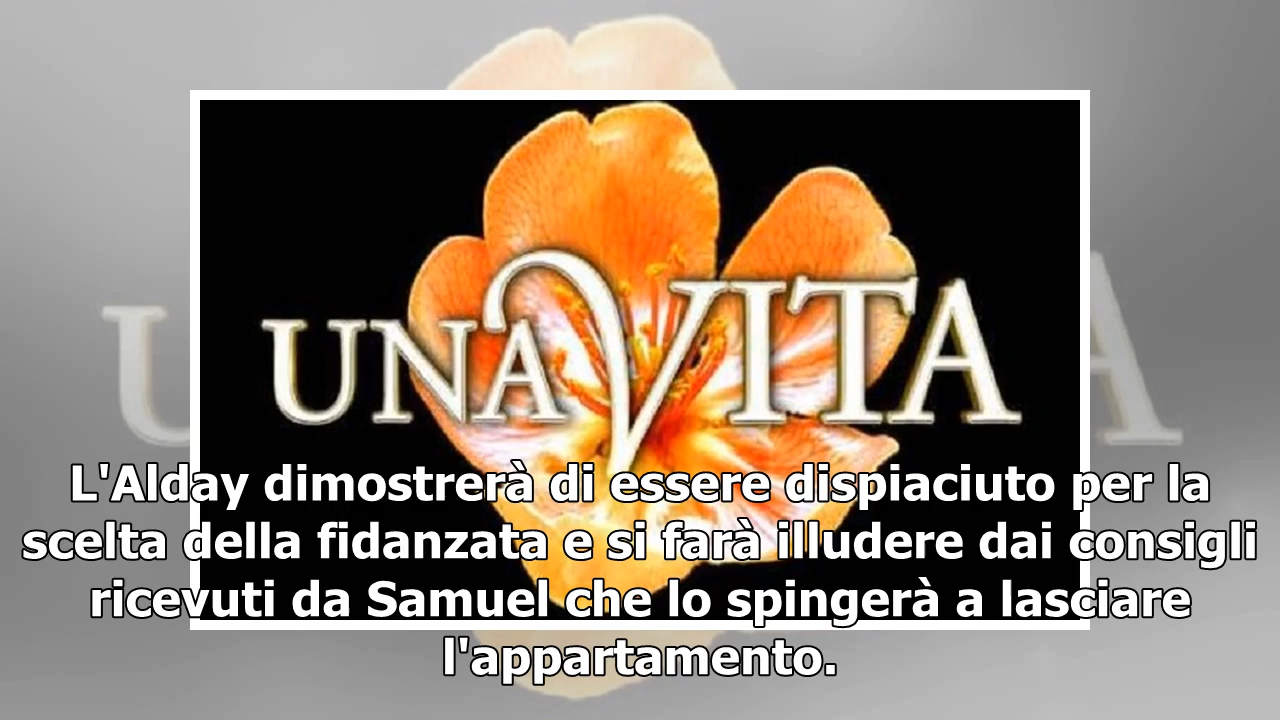 UNA VITA
L'Alday dimostrerà di essere dispiaciuto per la
scelta della fidanzata e si farà illudere dai consigli
ricevuti da Samuel che lo spingerà a lasciare
l'appartamento.